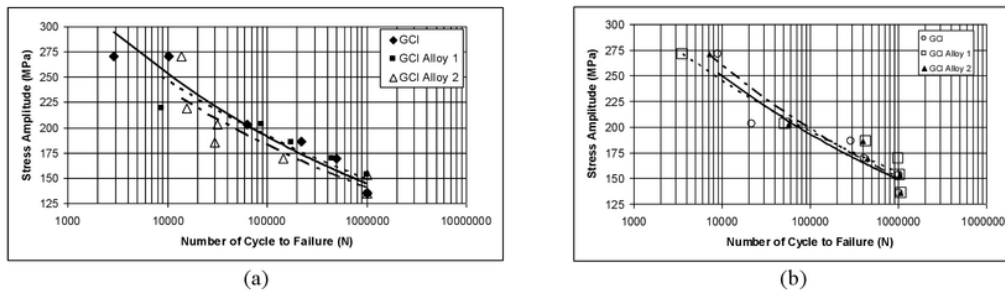 (a)
300
275
250
225
200
175
150
125
Stress Amplitude (MPa)
1000 10000 100000 1000000 10000000
Number of Cycle to Failure (N)
GCI
GCI Alloy 1
GCI Alloy 2
(a)
(b)
300
275
250
225
200
175
150
125
Stress Amplitude (MPa)
1000 10000 100000 1000000 1000000
Number of Cycle to Failure (N)
GCI
GCI Alloy 1
GCI Alloy 2
(b)